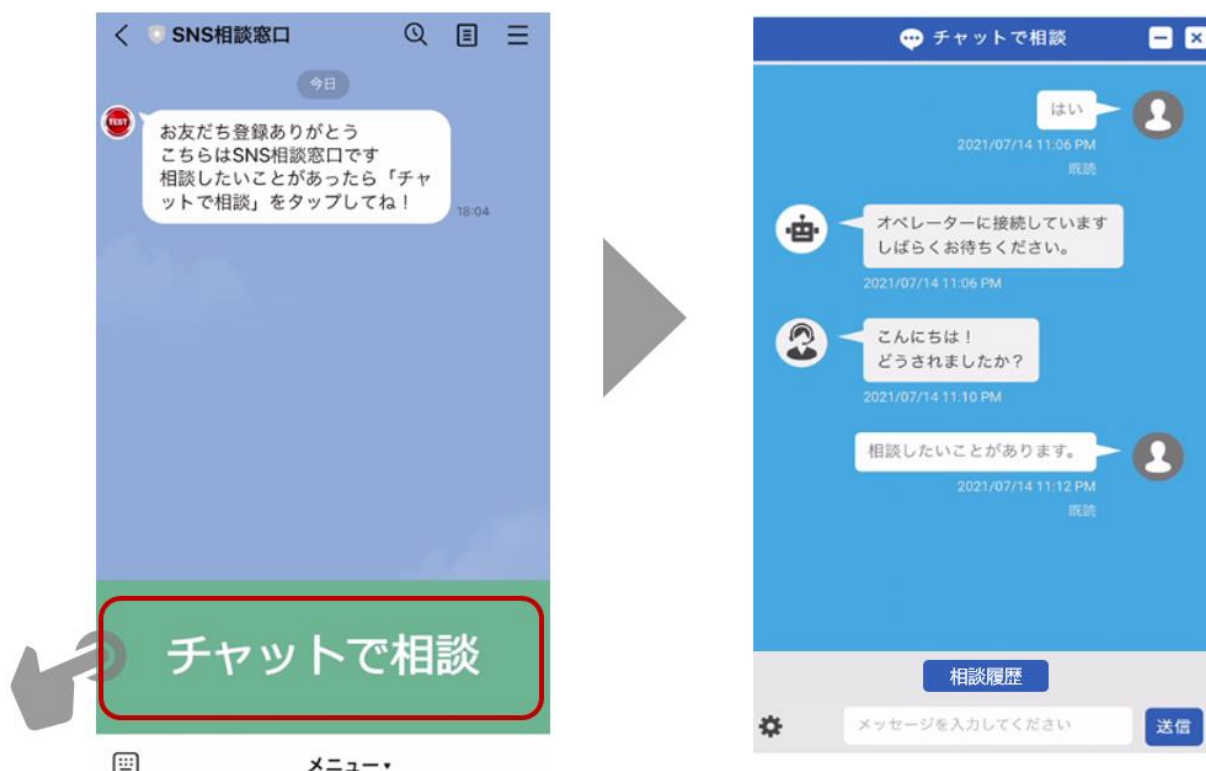 SNS相談窓口
今日
TEST
お友だち登録ありがとう
こちらはSNS相談窓口です
相談したいことがあったら「チャ
ットで相談」をタップしてね！
18:04
チャットで相談
メニュー▼
チャットで相談
はい
2021/07/14 11:06 PM
既読
オペレーターに接続しています
しばらくお待ちください。
2021/07/14 11:06 PM
こんにちは！
どうされましたか？
2021/07/14 11:10 PM
相談したいことがあります。
2021/07/14 11:12 PM
既読
相談履歴
メッセージを入力してください
送信